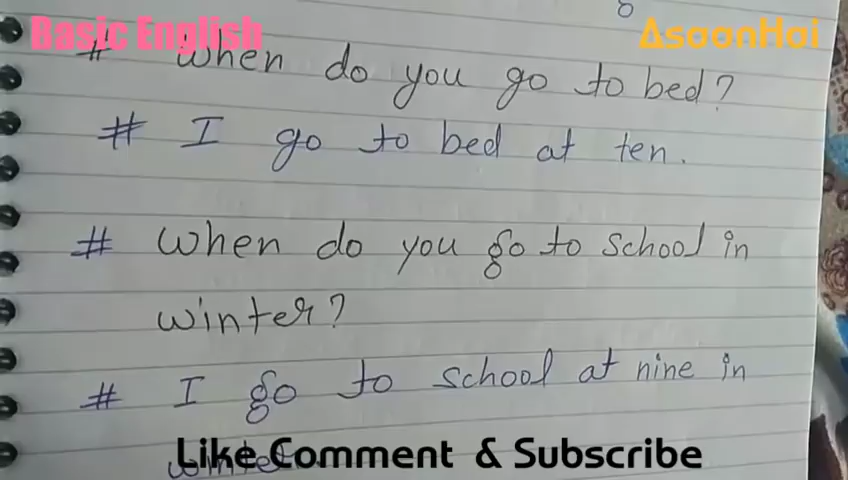 Basic English
AsaanHai
# When do you go to bed?
# I go to bed at ten.
# When do you go to school in
winter?
# I go to school at nine in
winter.
Like Comment & Subscribe